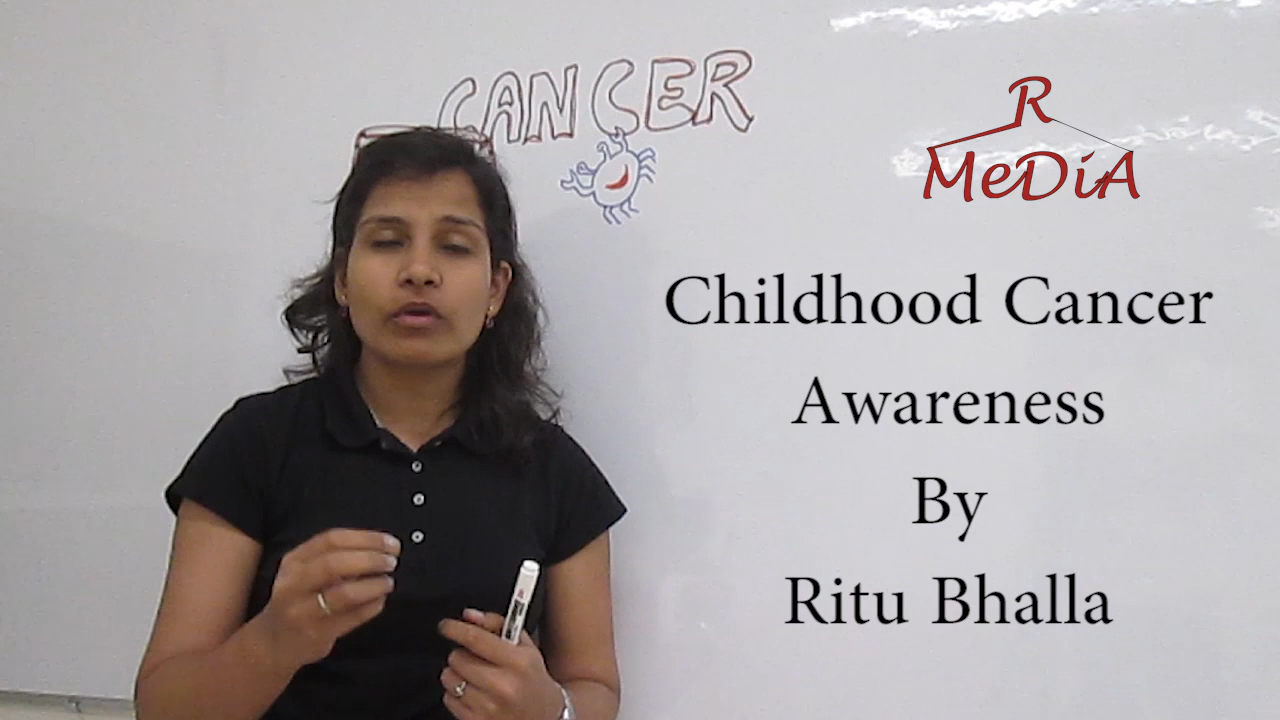 CANCER
R
MeDiA
Childhood Cancer
Awareness
By
Ritu Bhalla